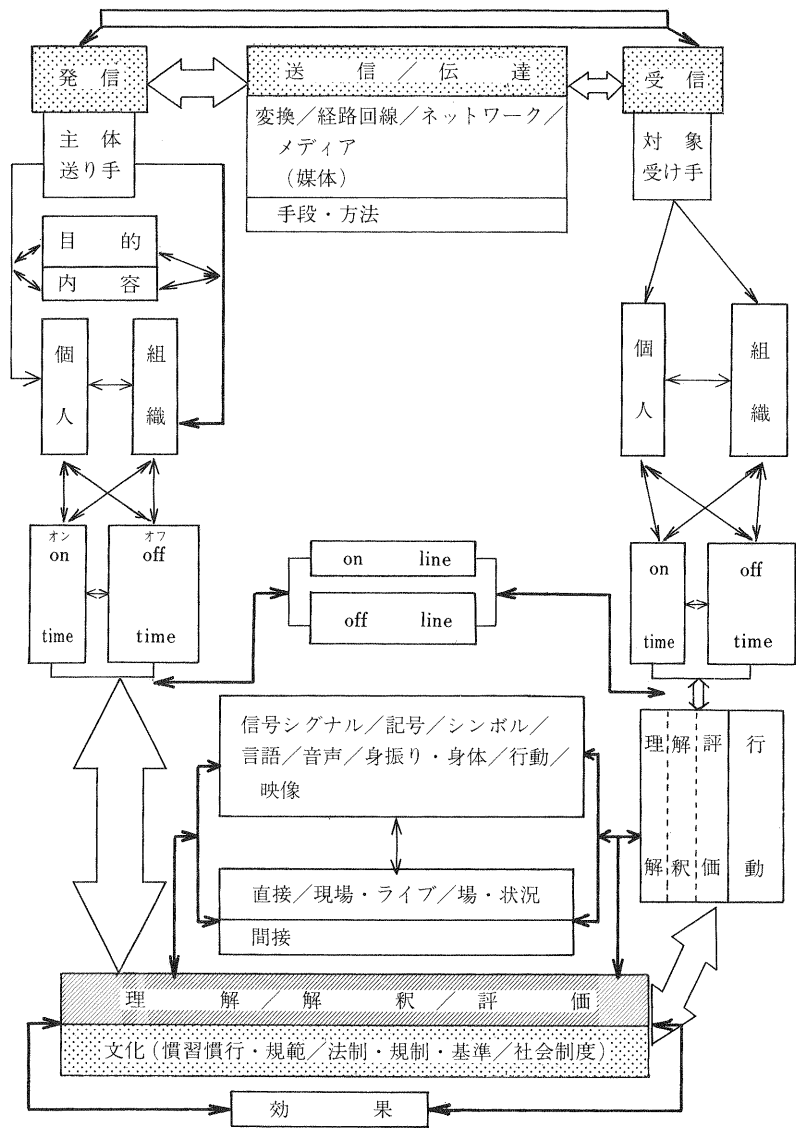 発信
送信／伝達
受信
変換／経路回線／ネットワーク／
メディア
（媒体）
手段・方法
主体
送り手
対象
受け手
目的
内容
個人
組織
個人
組織
オン
on
time
オフ
off
time
on line
off line
on
time
off
time
信号シグナル／記号／シンボル／
言語／音声／身振り・身体／行動／
映像
直接／現場・ライブ／場・状況
間接
理解
解釈
評価
行動
理解／解釈／評価
文化（慣習慣行・規範／法制・規制・基準／社会制度）
効果